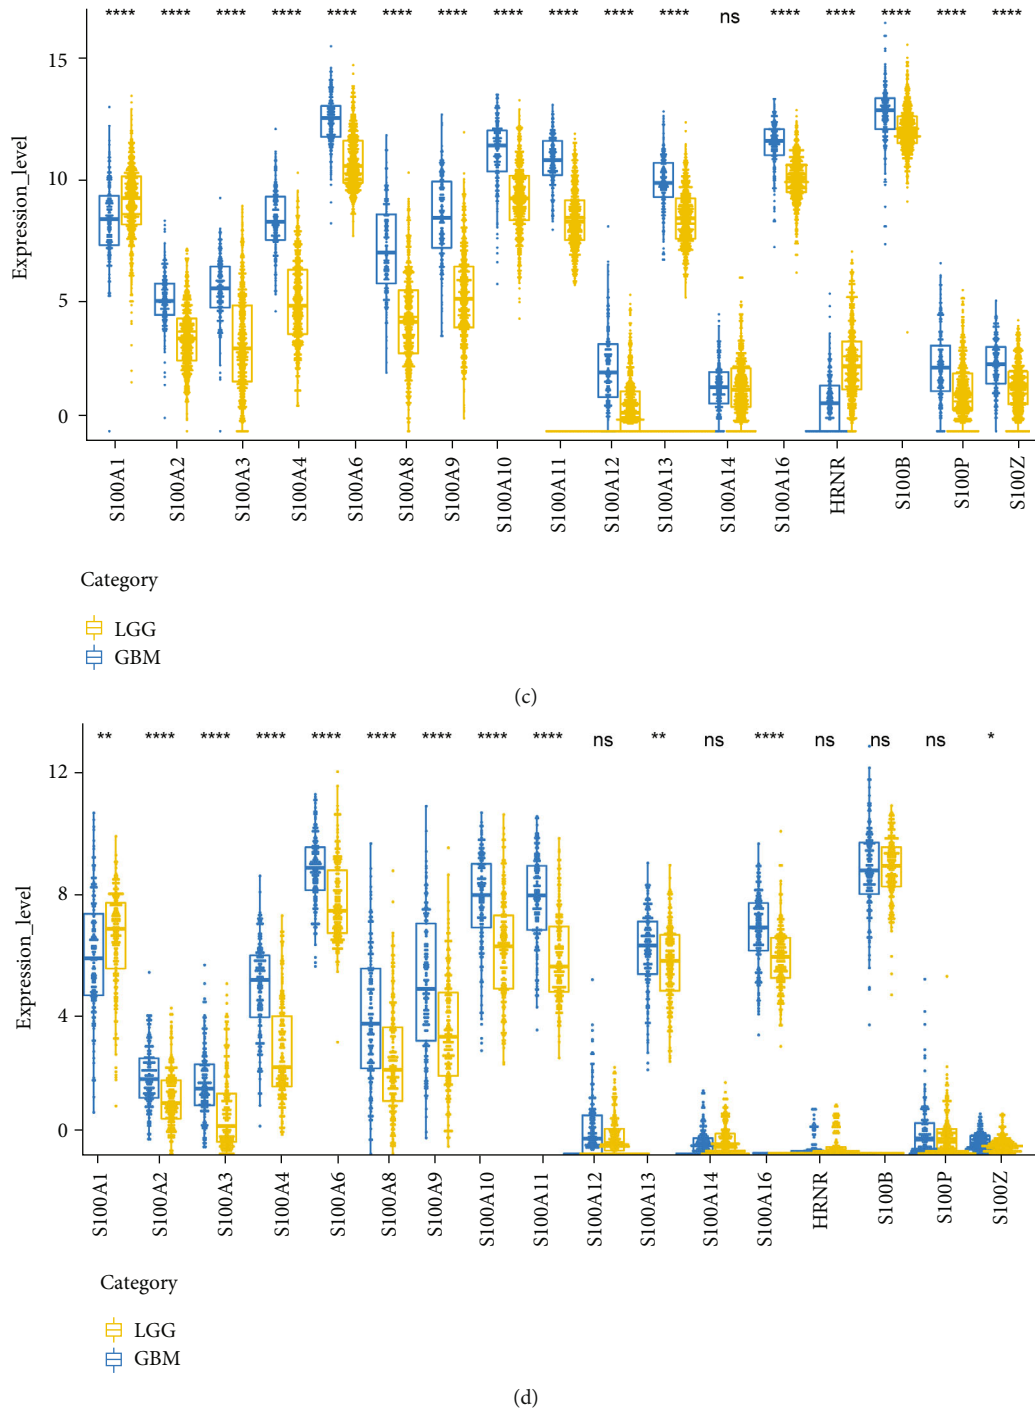 **** **** **** **** **** **** **** **** **** **** **** ns **** **** **** **** ****
15
10
5
0
Expression_level
S100A1 S100A2 S100A3 S100A4 S100A6 S100A8 S100A9 S100A10 S100A11 S100A12 S100A13 S100A14 S100A16 HRNR S100B S100P S100Z
Category
LGG
GBM
(c)
** **** **** **** **** **** **** **** **** ns ** ns **** ns ns ns *
12
8
4
0
Expression_level
S100A1 S100A2 S100A3 S100A4 S100A6 S100A8 S100A9 S100A10 S100A11 S100A12 S100A13 S100A14 S100A16 HRNR S100B S100P S100Z
Category
LGG
GBM
(d)